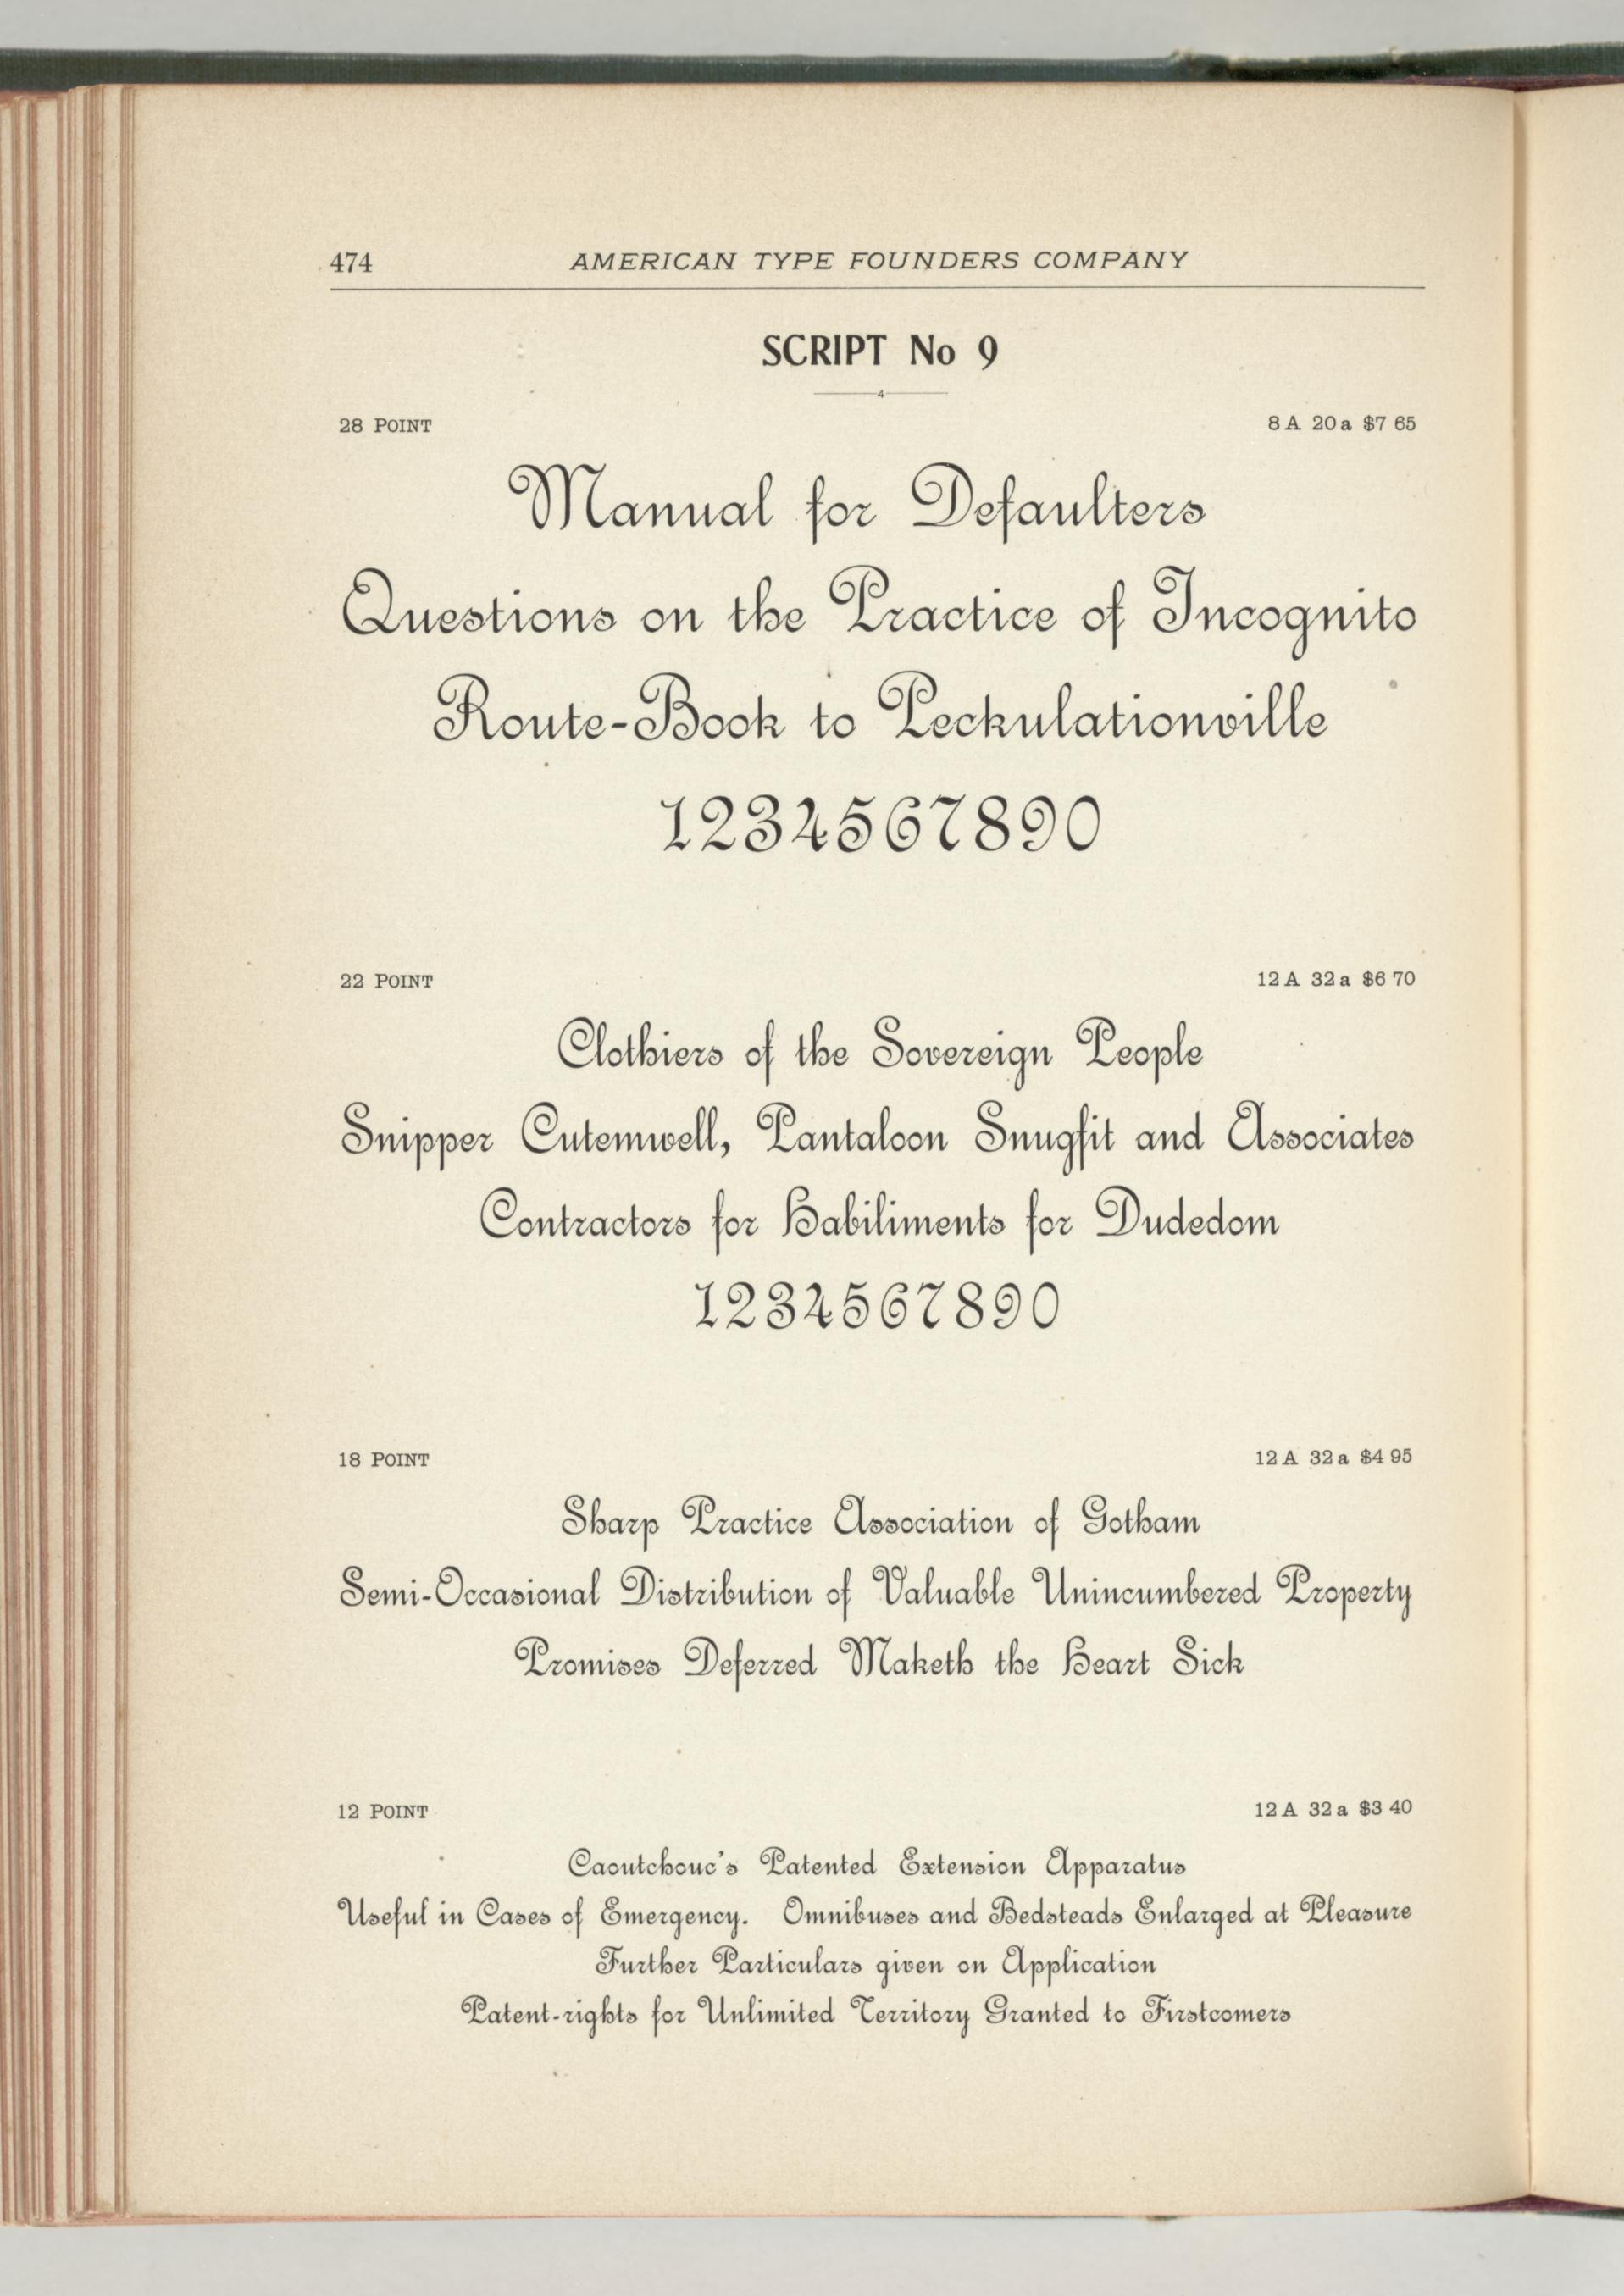 474 AMERICAN TYPE FOUNDERS COMPANY
SCRIPT No 9
4
28 POINT 8 A 20 a $7 65
Manual for Defaulters
Questions on the Practice of Incognito
Route-Book to Peckulationville
1234567890
22 POINT 12 A 32 a $6 70
Clothiers of the Sovereign People
Snipper Cutemwell, Pantaloon Snugfit and Associates
Contractors for Habiliments for Dudedom
1234567890
18 POINT 12 A 32 a $4 95
Sharp Practice Association of Gotham
Semi-Occasional Distribution of Valuable Unincumbered Property
Promises Deferred Maketh the Heart Sick
12 POINT 12 A 32 a $3 40
Caoutchouc's Patented Extension Apparatus
Useful in Cases of Emergency. Omnibuses and Bedsteads Enlarged at Pleasure
Further Particulars given on Application
Patent-rights for Unlimited Territory Granted to Firstcomers